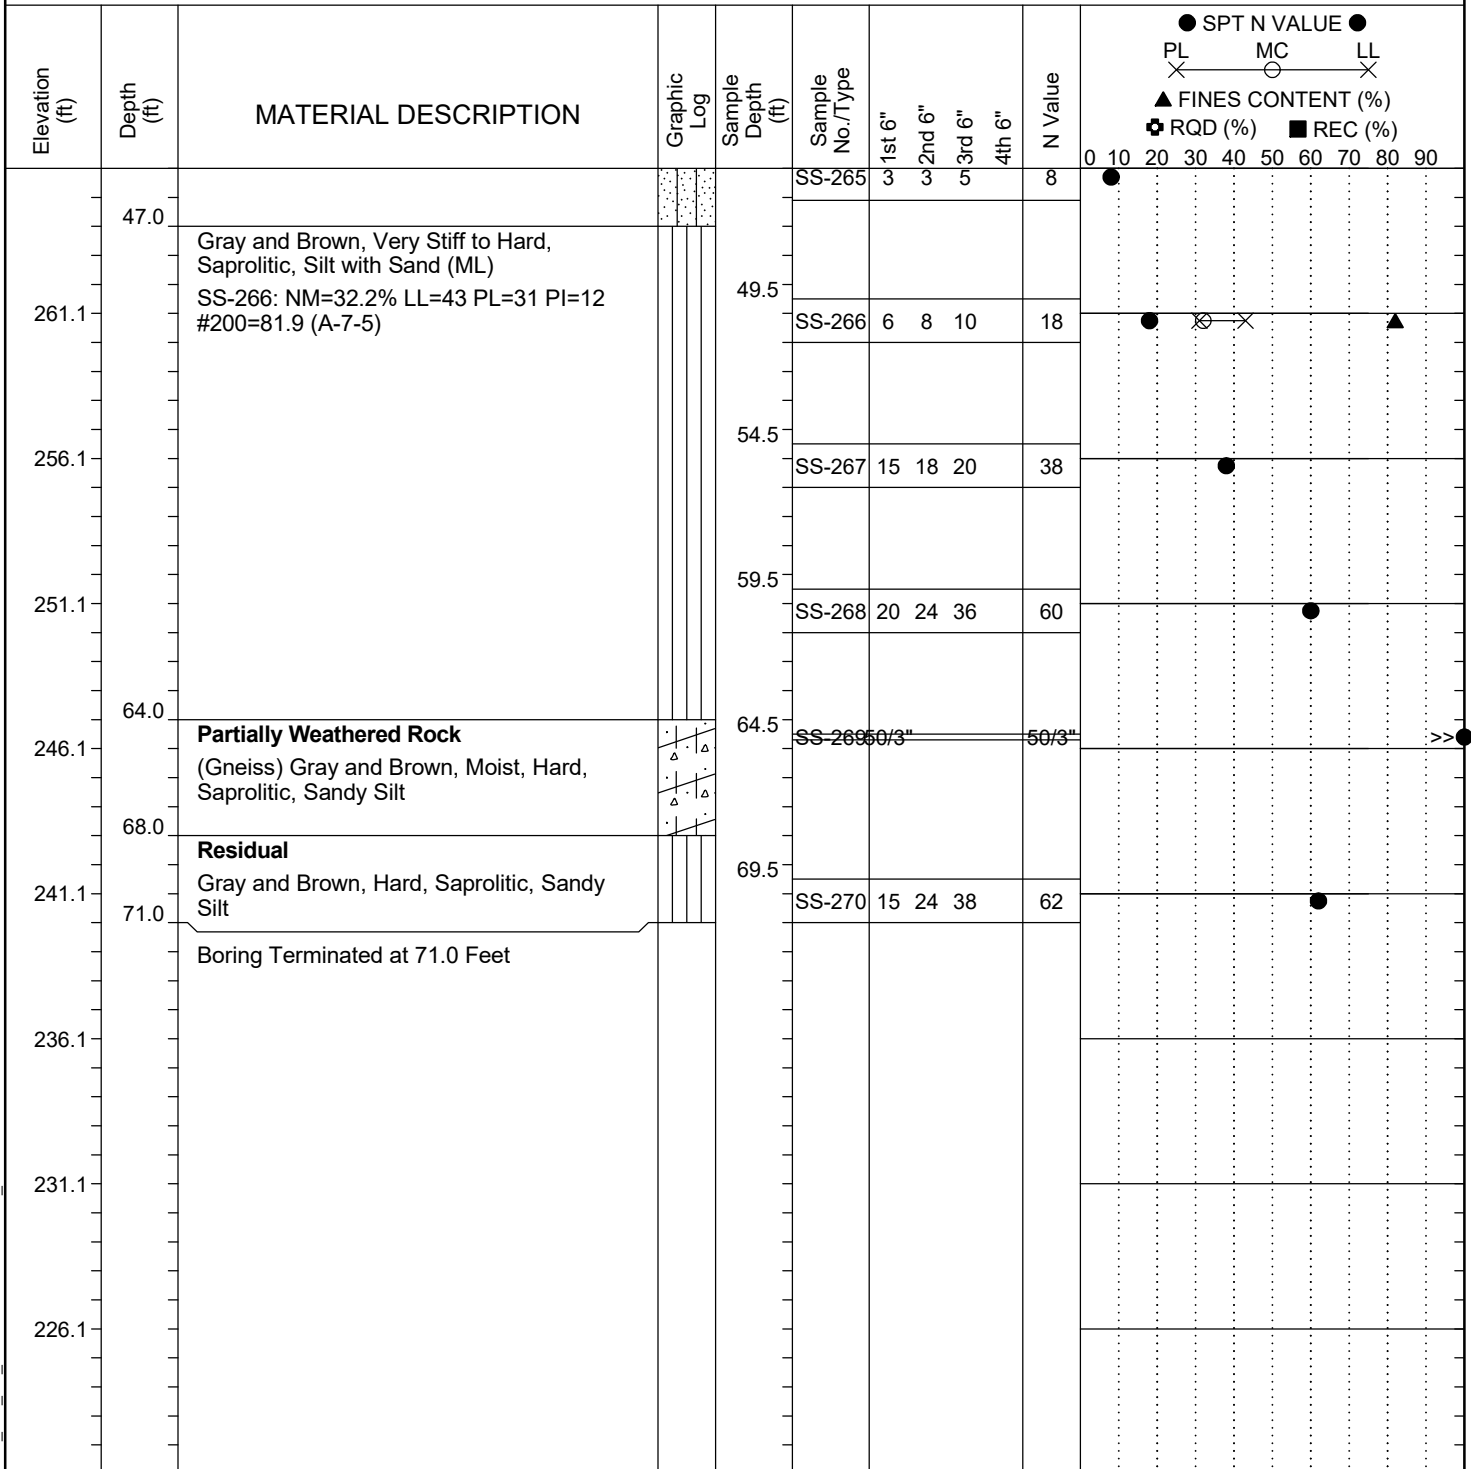 ● SPT N VALUE ●
PL MC LL
▲ FINES CONTENT (%)
RQD (%) ■ REC (%)
Elevation (ft)
Depth (ft)
MATERIAL DESCRIPTION
Graphic Log
Sample Depth (ft)
Sample No./Type
1st 6"
2nd 6"
3rd 6"
4th 6"
N Value
0 10 20 30 40 50 60 70 80 90
SS-265 3 3 5 8
47.0
Gray and Brown, Very Stiff to Hard,
Saprolitic, Silt with Sand (ML)
SS-266: NM=32.2% LL=43 PL=31 PI=12
#200=81.9 (A-7-5)
49.5
261.1
SS-266 6 8 10 18
54.5
256.1
SS-267 15 18 20 38
59.5
251.1
SS-268 20 24 36 60
64.0
64.5
Partially Weathered Rock
246.1
SS-269 50/3" 50/3" >>
(Gneiss) Gray and Brown, Moist, Hard,
Saprolitic, Sandy Silt
68.0
Residual
69.5
Gray and Brown, Hard, Saprolitic, Sandy
Silt
241.1
SS-270 15 24 38 62
71.0
Boring Terminated at 71.0 Feet
236.1
231.1
226.1